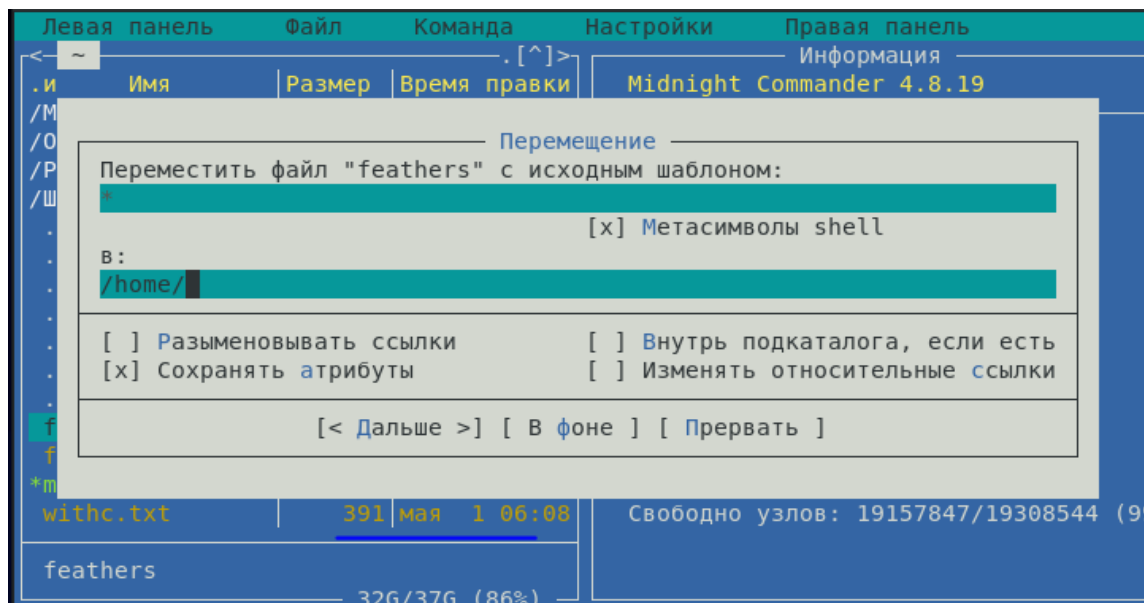 Левая панель Файл Команда Настройки Правая панель
<─ ~ ─.[^]>
Информация
.и Имя Размер Время правки
Midnight Commander 4.8.19
/М
/О
/Р
/Ш
Перемещение
Переместить файл "feathers" с исходным шаблоном:
*
[x] Метасимволы shell
в:
/home/
[ ] Разыменовывать ссылки [ ] Внутрь подкаталога, если есть
[x] Сохранять атрибуты [ ] Изменять относительные ссылки
[< Дальше >] [ В фоне ] [ Прервать ]
f
f
*m
withc.txt 391 мая 1 06:08
Свободно узлов: 19157847/19308544 (9
feathers
32G/37G (86%)